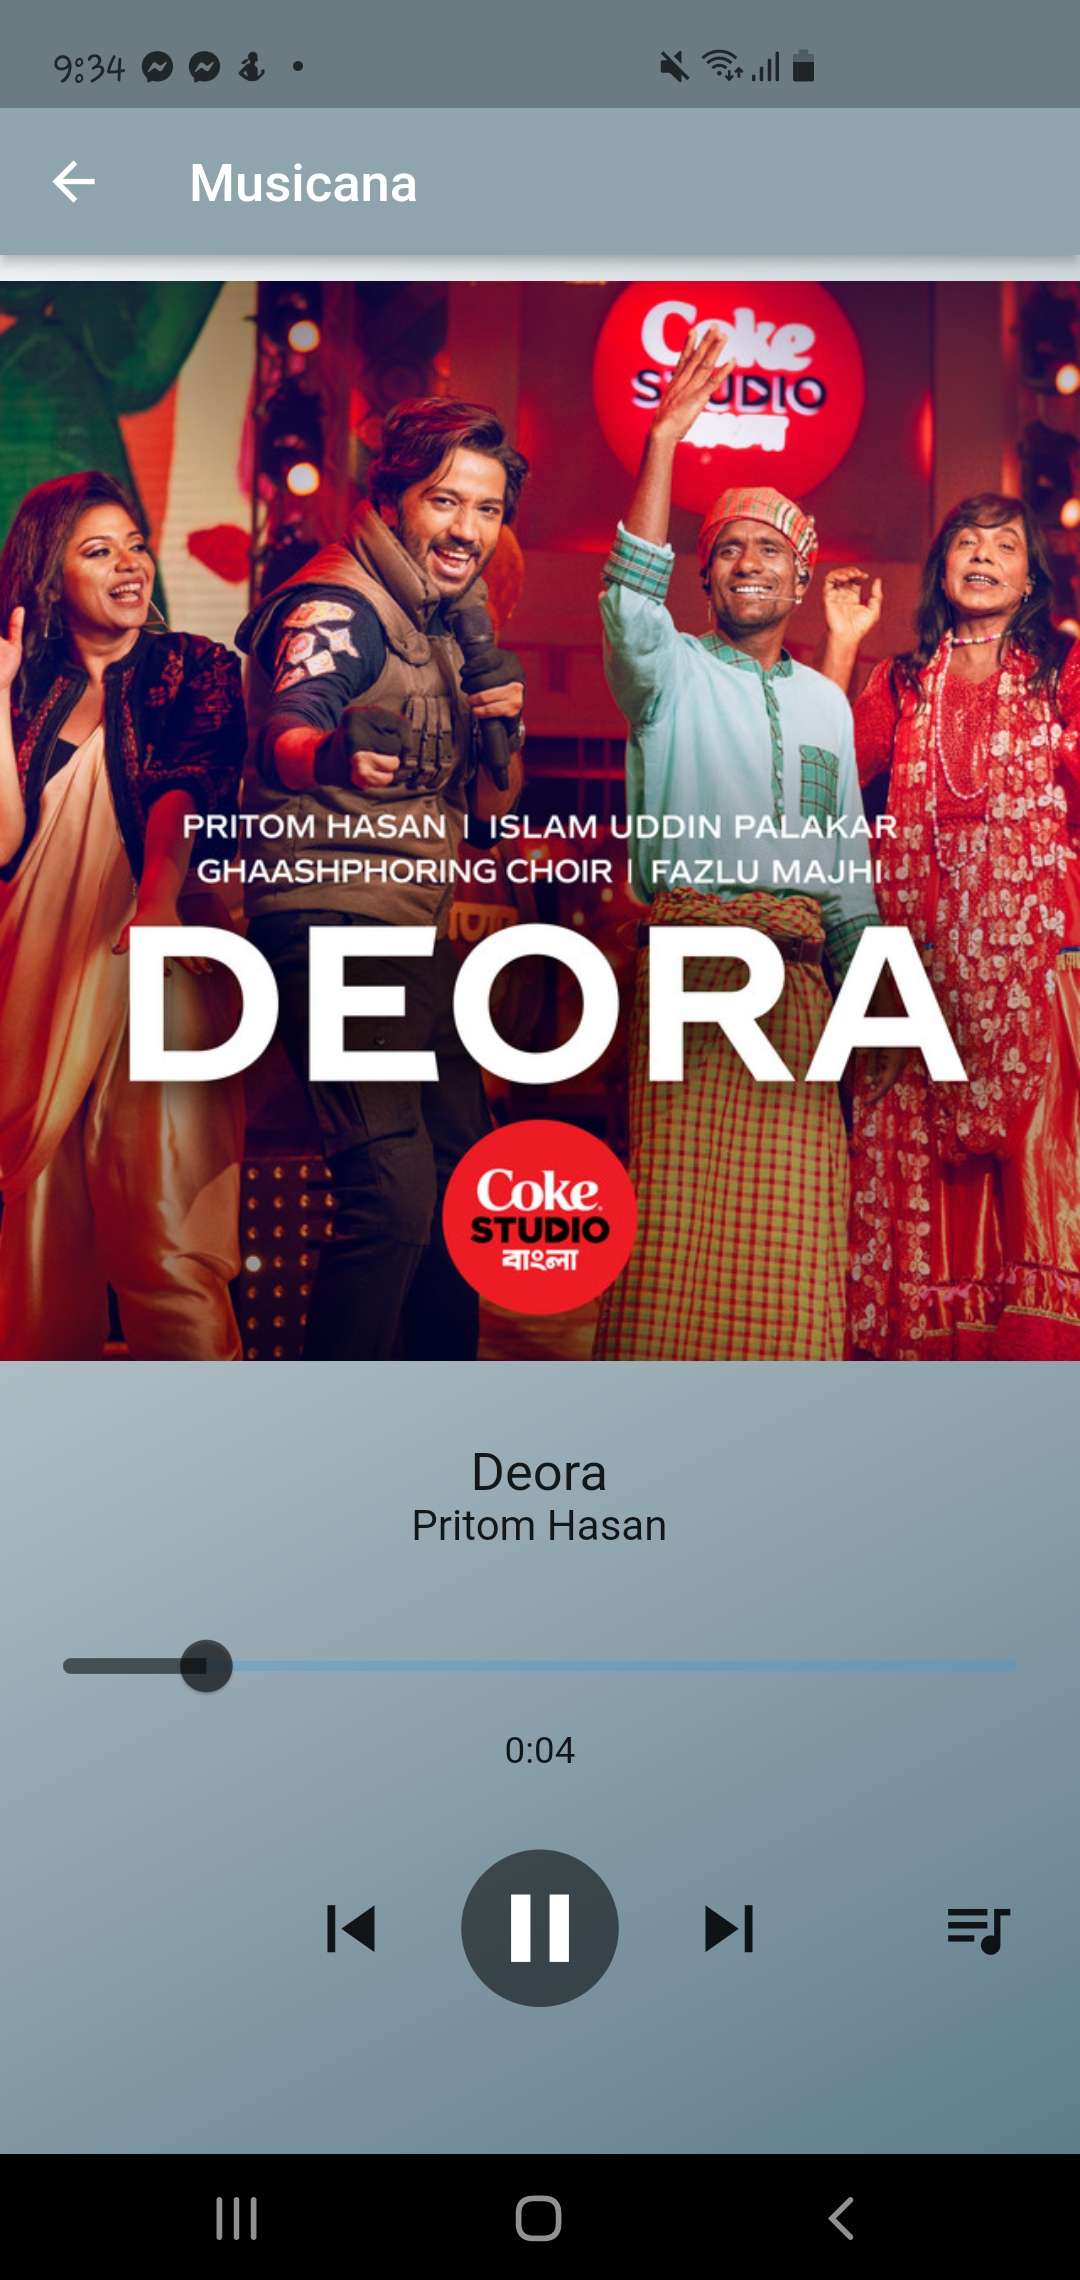 9:34
Musicana
Coke
STUDIO
PRITOM HASAN | ISLAM UDDIN PALAKAR
GHAASHPHORING CHOIR | FAZLU MAJHI
DEORA
Coke
STUDIO
বাংলা
Deora
Pritom Hasan
0:04